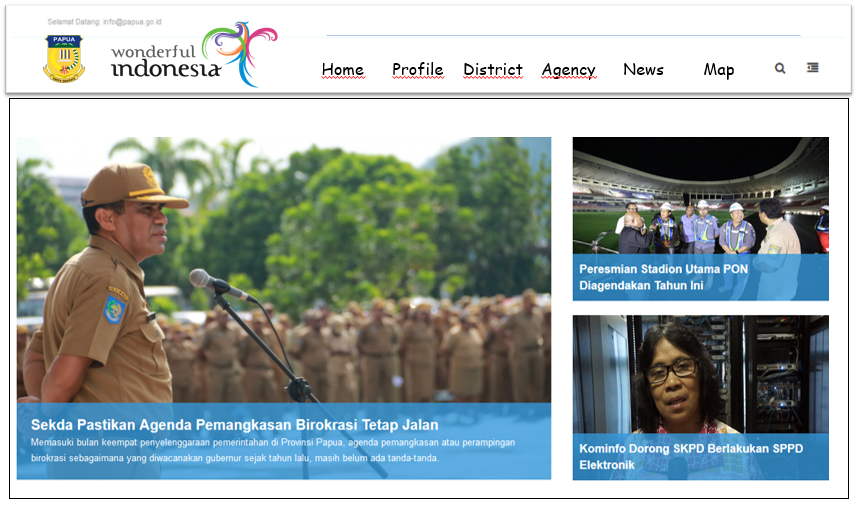 Selamat Datang: info@papua.go.id
PAPUA
wonderful
indonesia
Home Profile District Agency News Map
Sekda Pastikan Agenda Pemangkasan Birokrasi Tetap Jalan
Memasuki bulan keempat penyelenggaraan pemerintahan di Provinsi Papua, agenda pemangkasan atau perampingan
birokrasi sebagaimana yang diwacanakan gubernur sejak tahun lalu, masih belum ada tanda-tanda.
Peresmian Stadion Utama PON
Diagendakan Tahun Ini
Kominfo Dorong SKPD Berlakukan SPPD
Elektronik